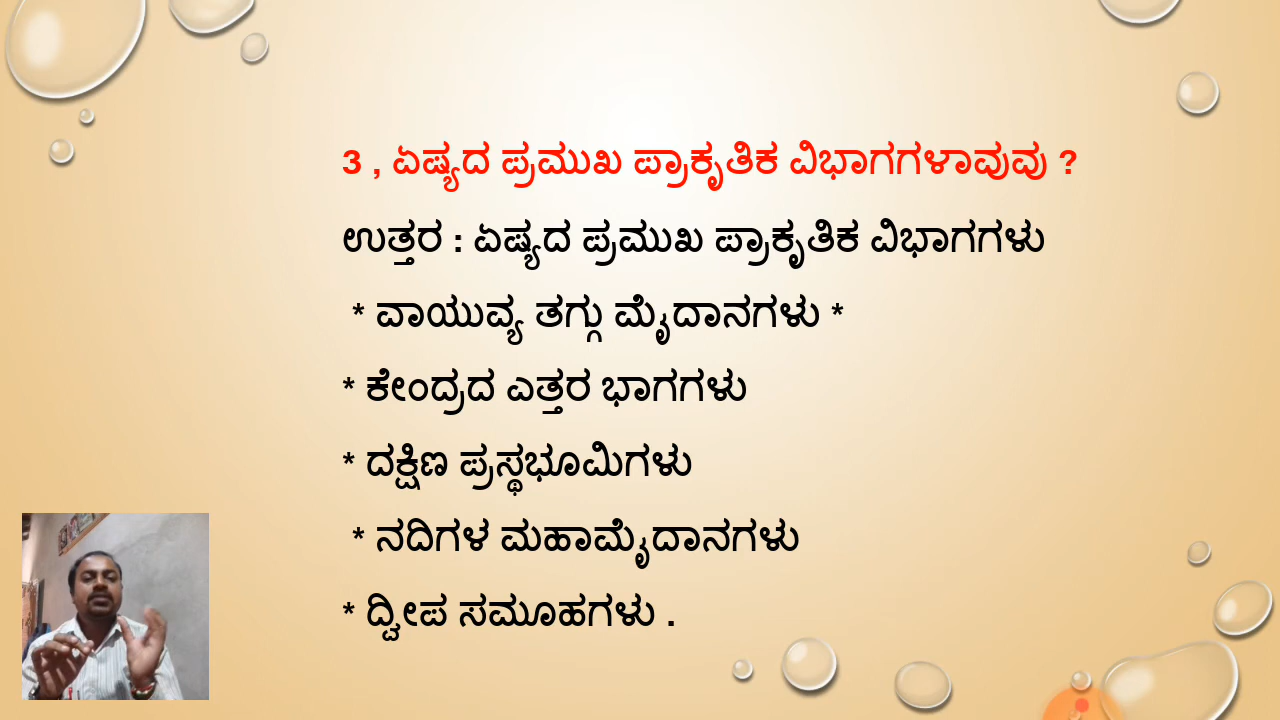 3 , ಏಷ್ಯದ ಪ್ರಮುಖ ಪ್ರಾಕೃತಿಕ ವಿಭಾಗಗಳಾವುವು ?
ಉತ್ತರ : ಏಷ್ಯದ ಪ್ರಮುಖ ಪ್ರಾಕೃತಿಕ ವಿಭಾಗಗಳು
* ವಾಯುವ್ಯ ತಗ್ಗು ಮೈದಾನಗಳು *
* ಕೇಂದ್ರದ ಎತ್ತರ ಭಾಗಗಳು
* ದಕ್ಷಿಣ ಪ್ರಸ್ಥಭೂಮಿಗಳು
* ನದಿಗಳ ಮಹಾಮೈದಾನಗಳು
* ದ್ವೀಪ ಸಮೂಹಗಳು .